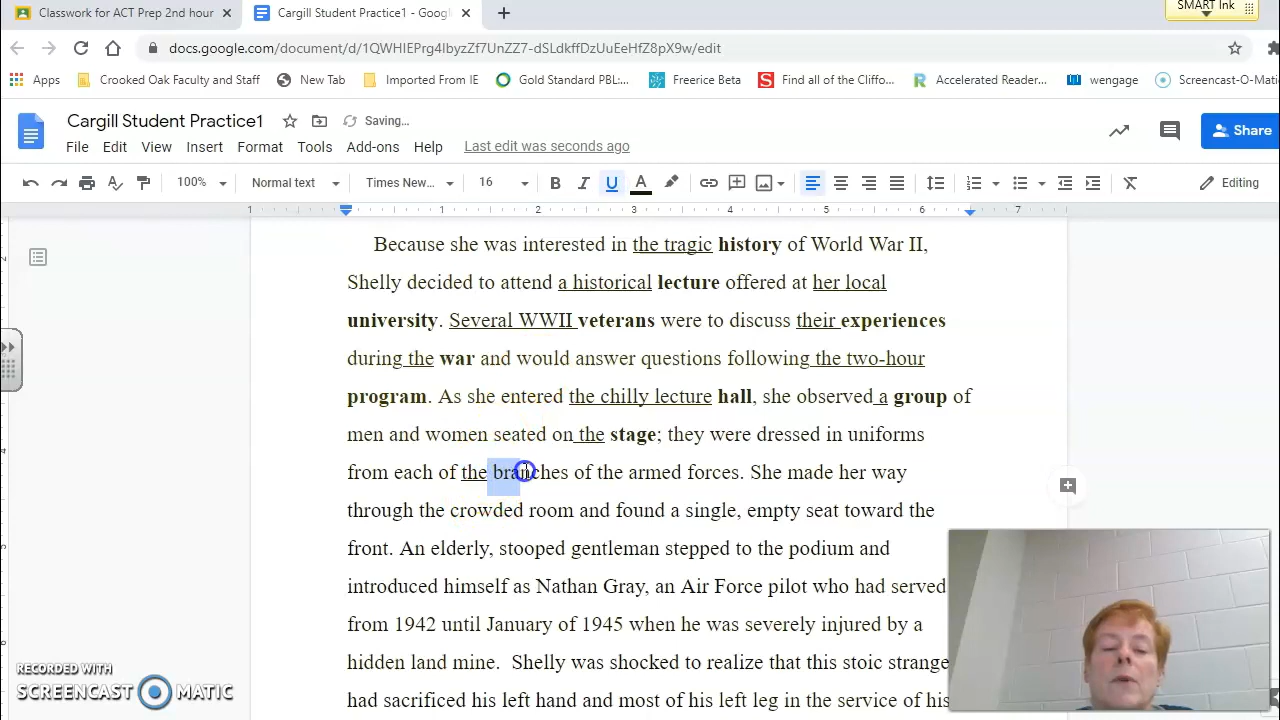 Classwork for ACT Prep 2nd hour
Cargill Student Practice1 - Goog
SMART Ink
docs.google.com/document/d/1QWHIEPrg4lbyzZf7UnZZ7-dSLdkffDzUuEeHfZ8pX9w/edit
Apps Crooked Oak Faculty and Staff New Tab Imported From IE Gold Standard PBL:... Freerice Beta Find all of the Cliffo... Accelerated Reader... wengage Screencast-O-Mati
Cargill Student Practice1 Saving...
File Edit View Insert Format Tools Add-ons Help Last edit was seconds ago
Share
100% Normal text Times New... 16 B I U A Editing
1 1 2 3 4 5 6 7
Because she was interested in the tragic history of World War II,
Shelly decided to attend a historical lecture offered at her local
university. Several WWII veterans were to discuss their experiences
during the war and would answer questions following the two-hour
program. As she entered the chilly lecture hall, she observed a group of
men and women seated on the stage; they were dressed in uniforms
from each of the branches of the armed forces. She made her way
through the crowded room and found a single, empty seat toward the
front. An elderly, stooped gentleman stepped to the podium and
introduced himself as Nathan Gray, an Air Force pilot who had served
from 1942 until January of 1945 when he was severely injured by a
hidden land mine. Shelly was shocked to realize that this stoic strange
had sacrificed his left hand and most of his left leg in the service of his
RECORDED WITH
SCREENCAST MATIC